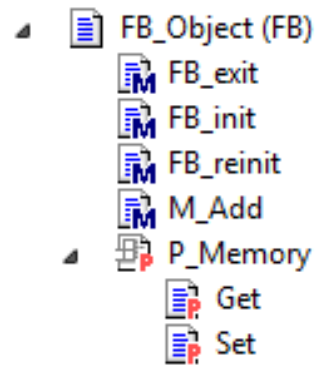 FB_Object (FB)
FB_exit
FB_init
FB_reinit
M_Add
P_Memory
Get
Set